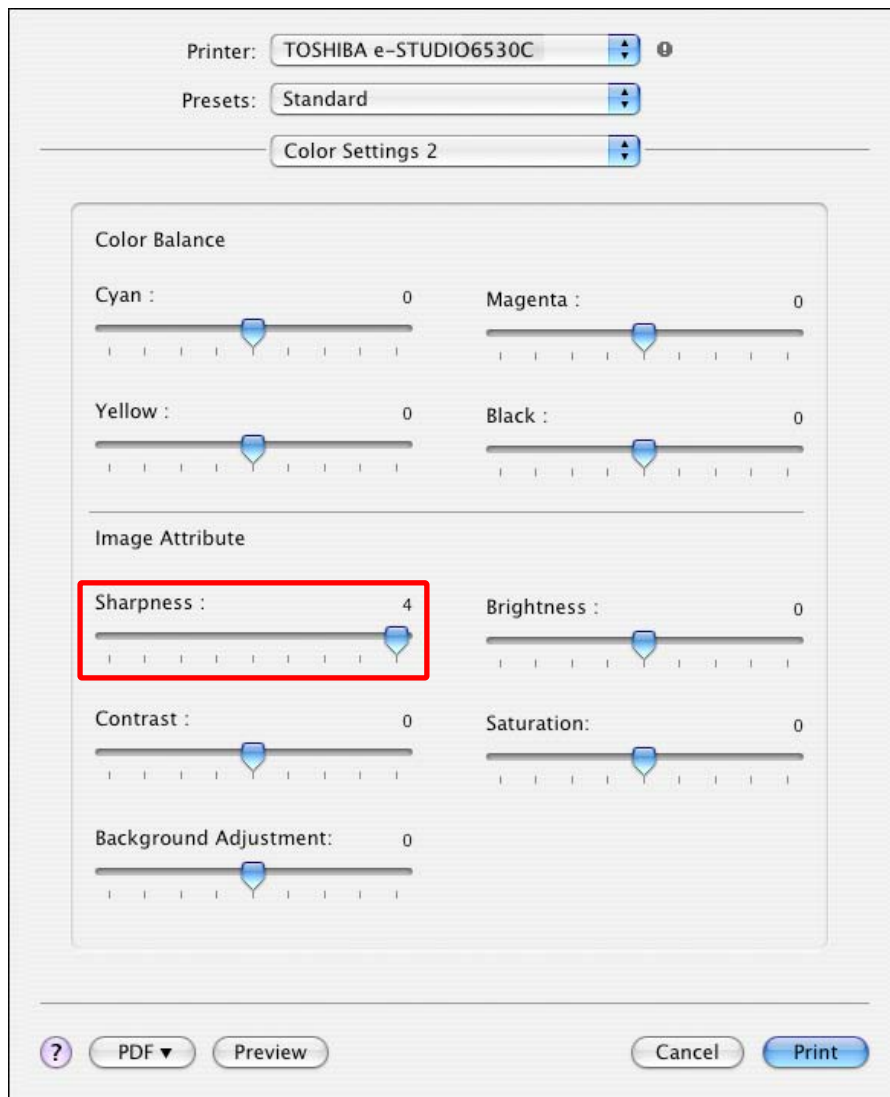 Printer: TOSHIBA e-STUDIO6530C
Presets: Standard
Color Settings 2
Color Balance
Cyan : 0
Magenta : 0
Yellow : 0
Black : 0
Image Attribute
Sharpness : 4
Brightness : 0
Contrast : 0
Saturation: 0
Background Adjustment: 0
? PDF▼ Preview Cancel Print